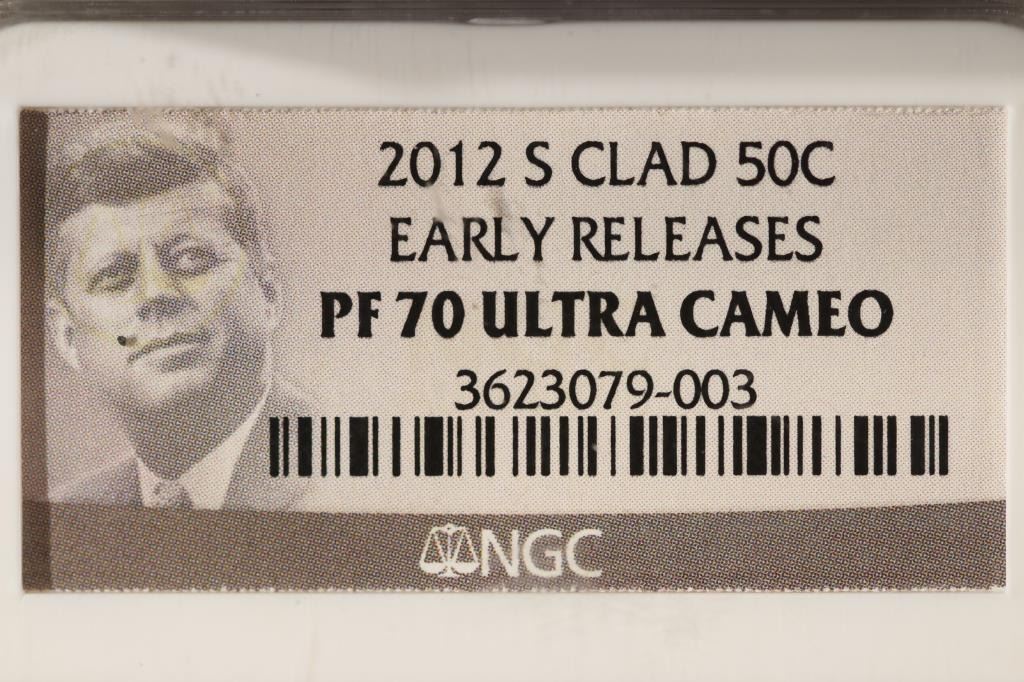 2012 S CLAD 50C
EARLY RELEASES
PF 70 ULTRA CAMEO
3623079-003
NGC